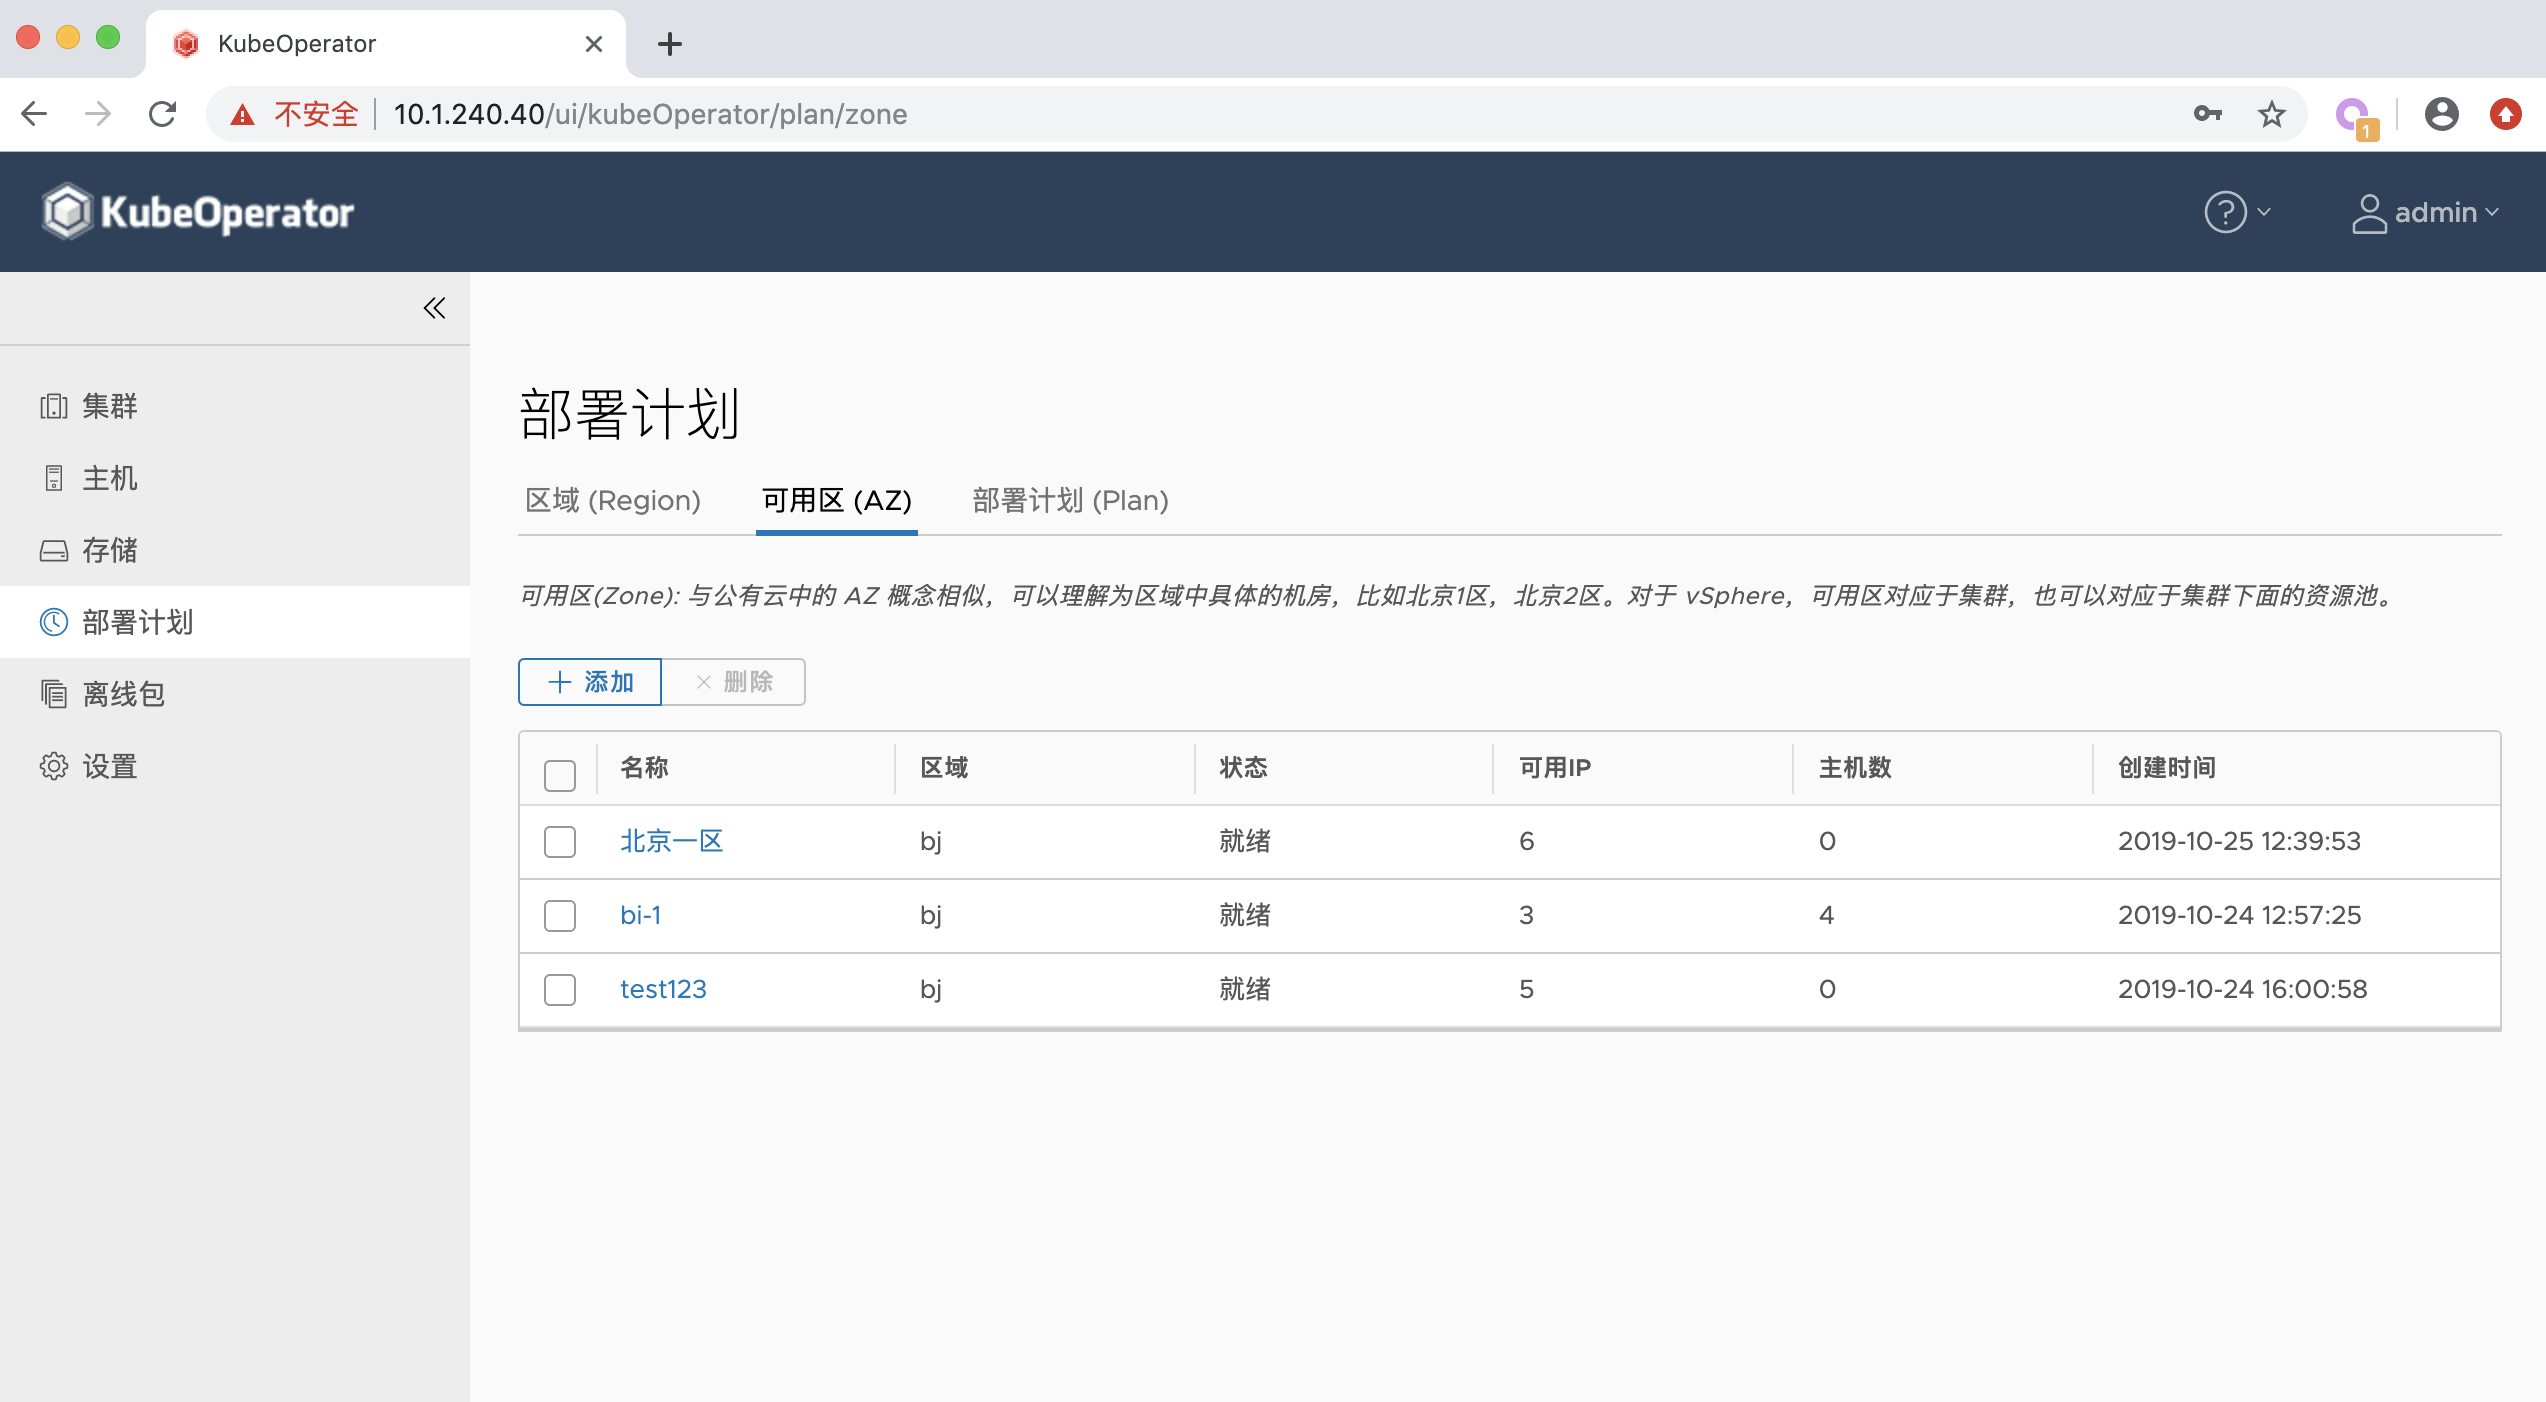 KubeOperator
不安全 10.1.240.40/ui/kubeOperator/plan/zone
1
KubeOperator
? admin
集群
主机
存储
部署计划
离线包
设置
部署计划
区域 (Region) 可用区 (AZ) 部署计划 (Plan)
可用区(Zone): 与公有云中的 AZ 概念相似，可以理解为区域中具体的机房，比如北京1区，北京2区。对于 vSphere，可用区对应于集群，也可以对应于集群下面的资源池。
添加 删除
名称 区域 状态 可用IP 主机数 创建时间
北京一区 bj 就绪 6 0 2019-10-25 12:39:53
bi-1 bj 就绪 3 4 2019-10-24 12:57:25
test123 bj 就绪 5 0 2019-10-24 16:00:58